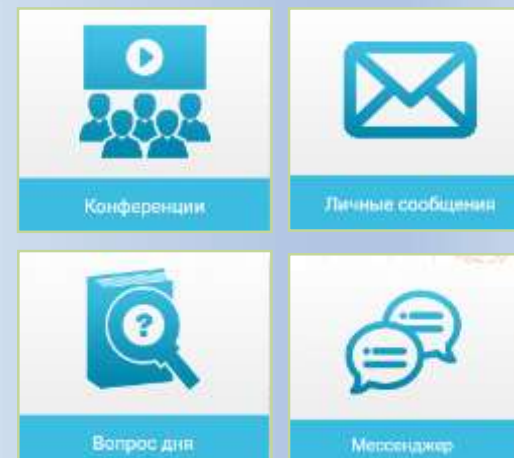 Конференции
Личные сообщения
?
Вопрос дня
Мессенджер